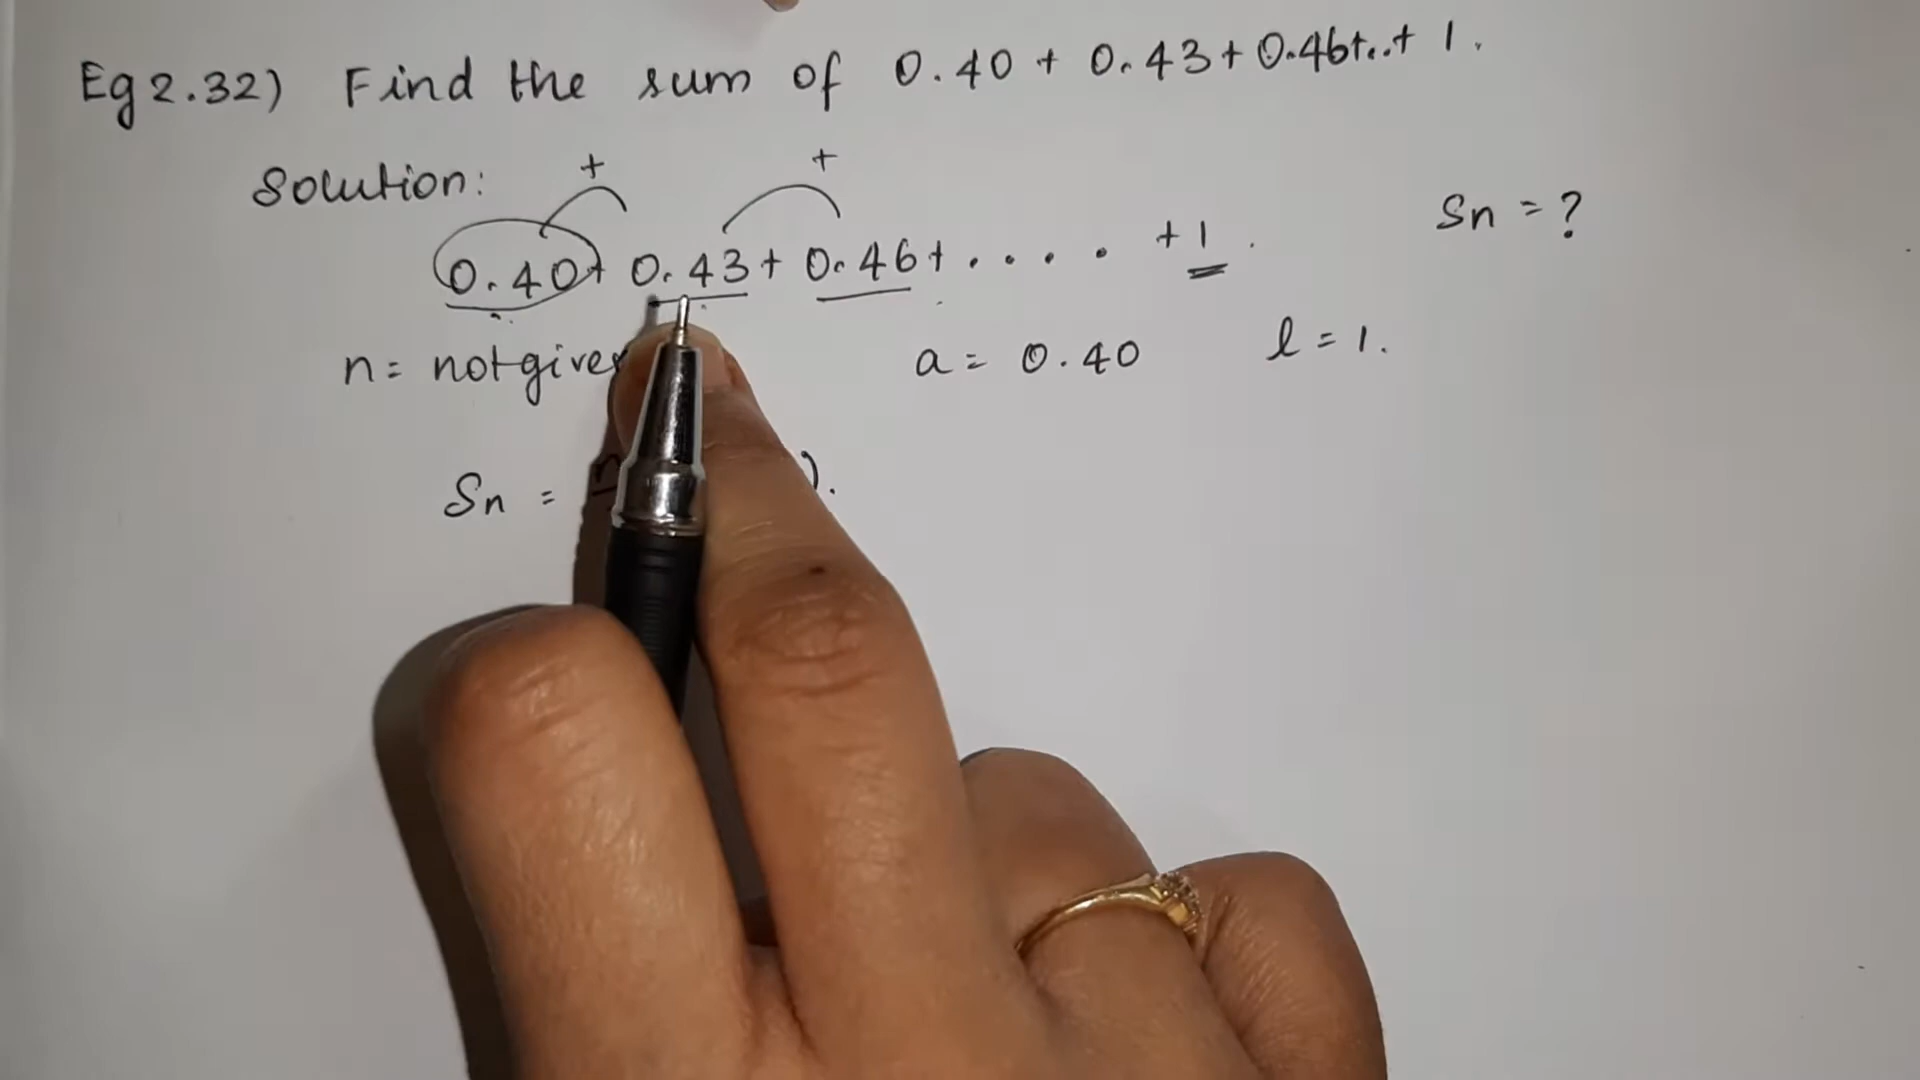 Eg 2.32) Find the sum of 0.40 + 0.43 + 0.46+...+ 1.
Solution:
+ +
0.40+ 0.43 + 0.46+ . . . . +1 .
Sn = ?
n = not give
a = 0.40
l = 1.
Sn = ).